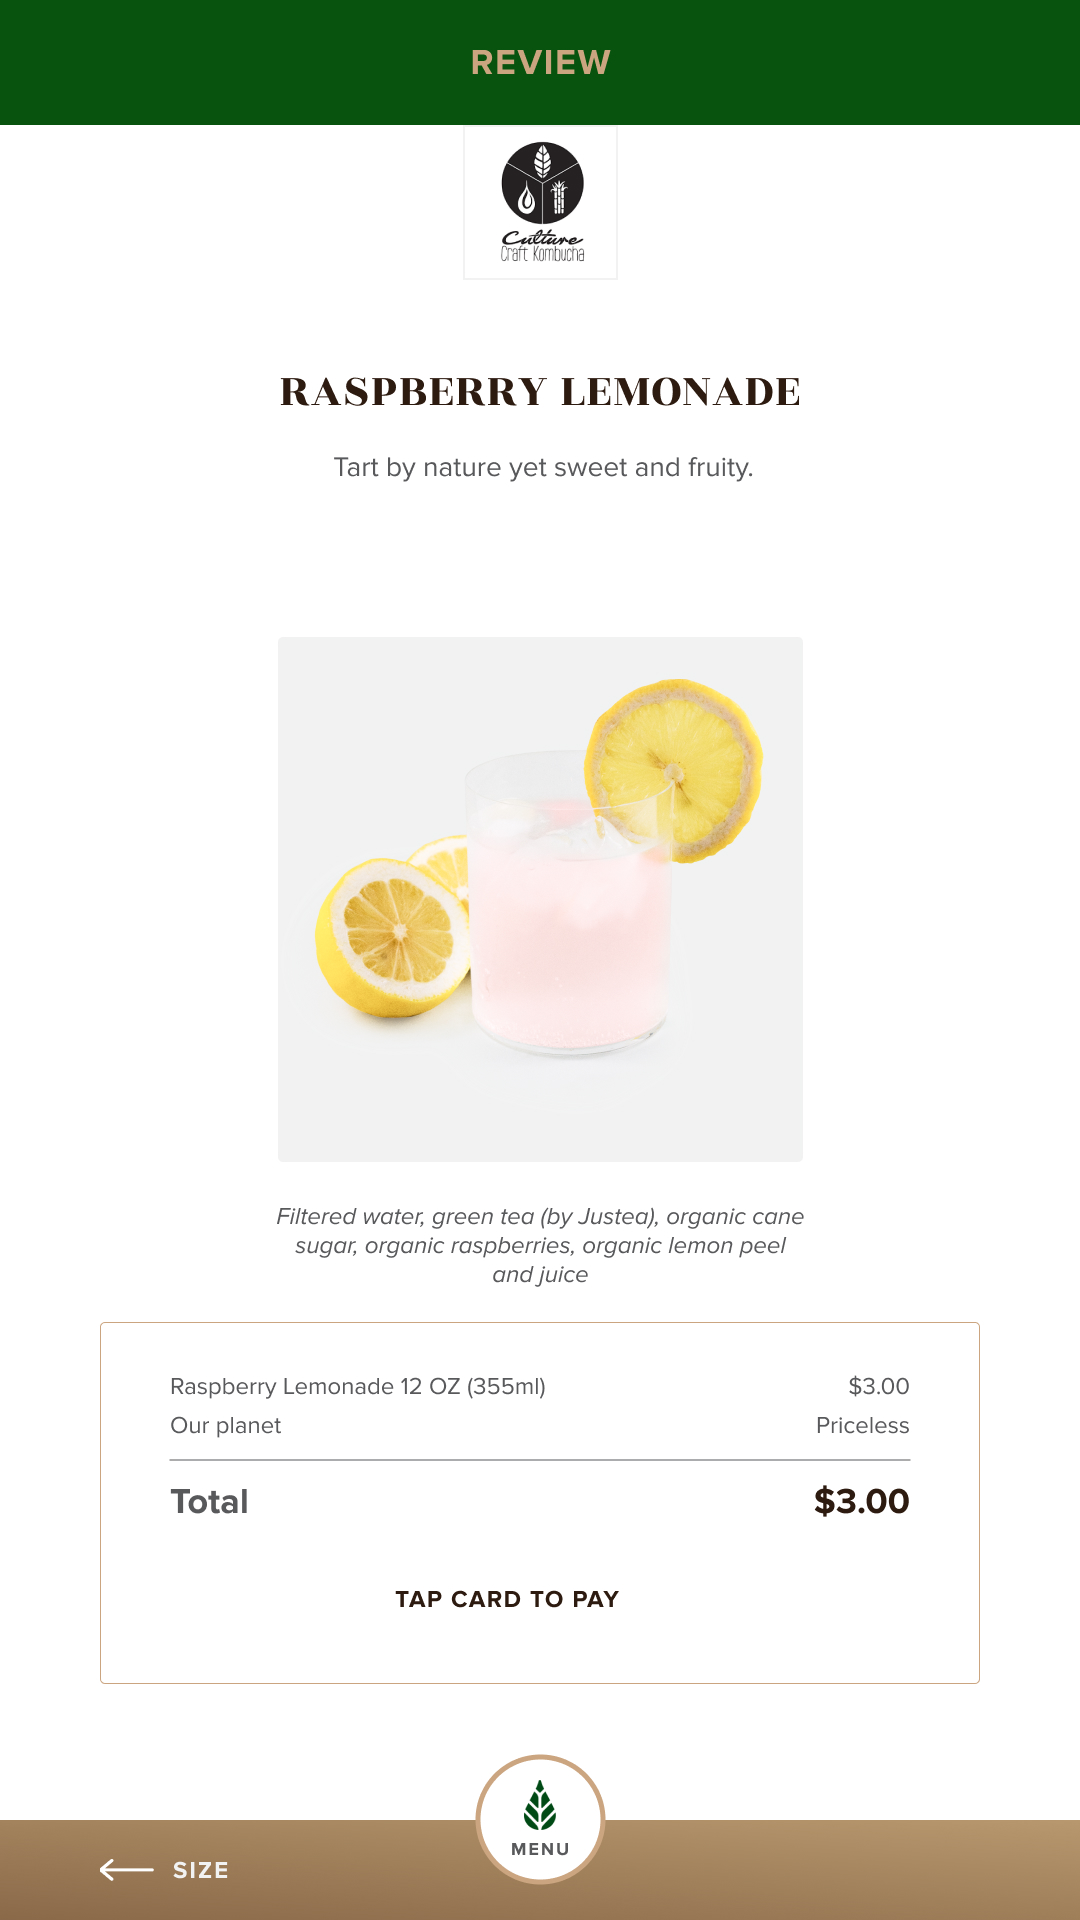 REVIEW
Culture
Craft Kombucha
RASPBERRY LEMONADE
Tart by nature yet sweet and fruity.
Filtered water, green tea (by Justea), organic cane
sugar, organic raspberries, organic lemon peel
and juice
Raspberry Lemonade 12 OZ (355ml) $3.00
Our planet Priceless
Total $3.00
TAP CARD TO PAY
MENU
SIZE